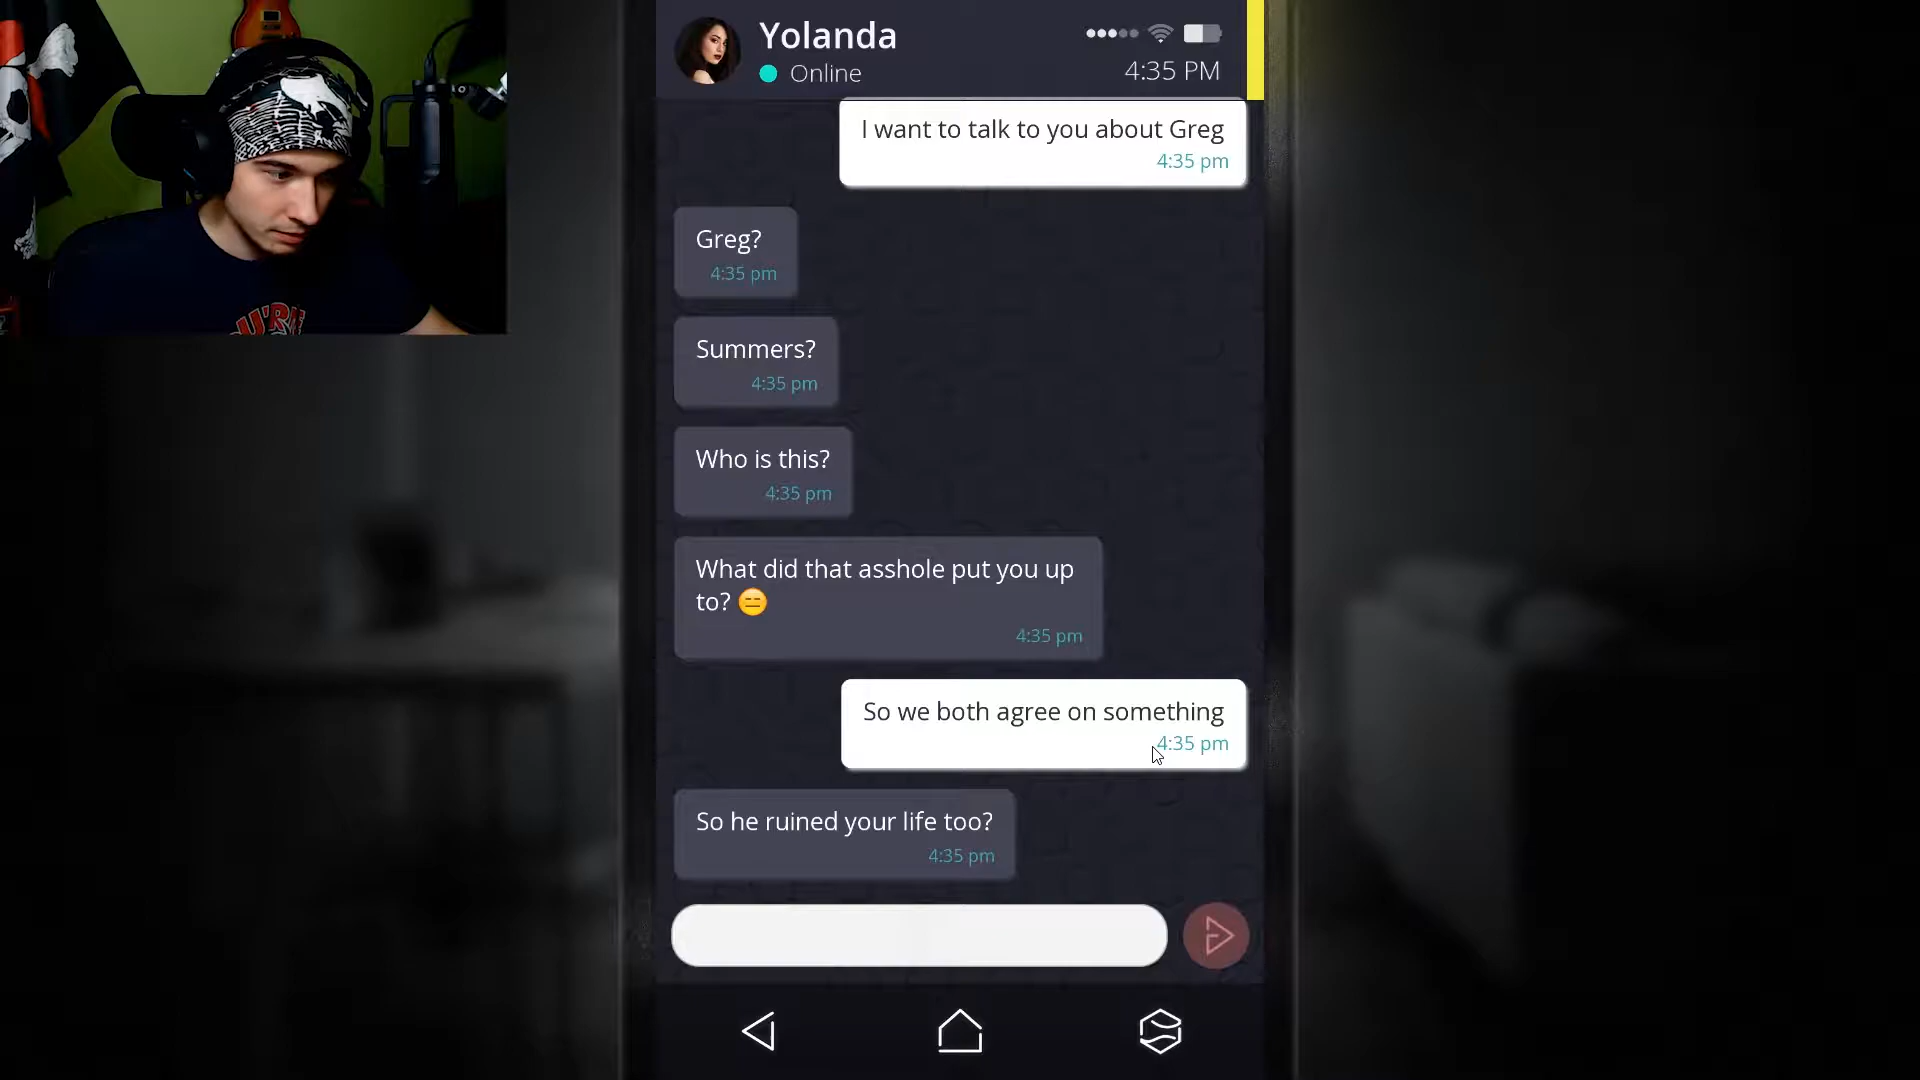 Yolanda
Online
4:35 PM
I want to talk to you about Greg
4:35 pm
Greg?
4:35 pm
Summers?
4:35 pm
Who is this?
4:35 pm
What did that asshole put you up
to? 😑
4:35 pm
So we both agree on something
4:35 pm
So he ruined your life too?
4:35 pm